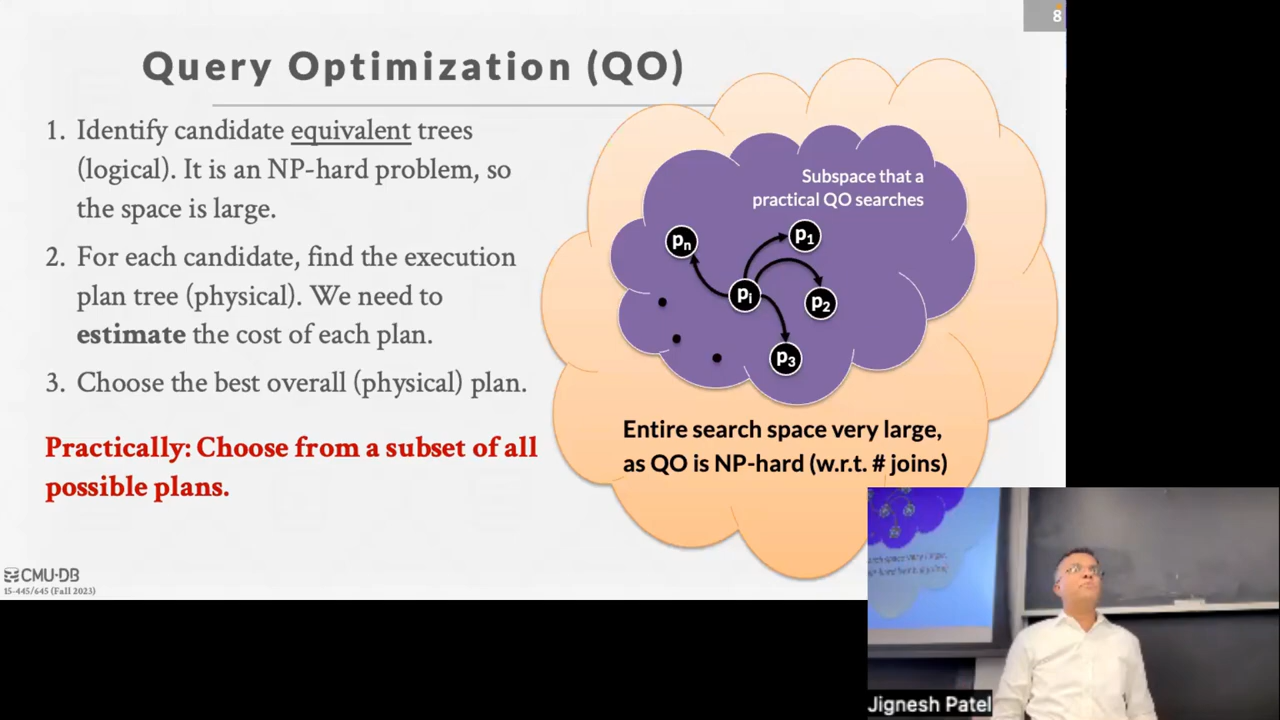 8
Query Optimization (QO)
1. Identify candidate equivalent trees
(logical). It is an NP-hard problem, so
the space is large.
2. For each candidate, find the execution
plan tree (physical). We need to
estimate the cost of each plan.
3. Choose the best overall (physical) plan.
Practically: Choose from a subset of all
possible plans.
Subspace that a
practical QO searches
pn
p1
pi
p2
p3
Entire search space very large,
as QO is NP-hard (w.r.t. # joins)
CMU·DB
15-445/645 (Fall 2023)
Jignesh Patel